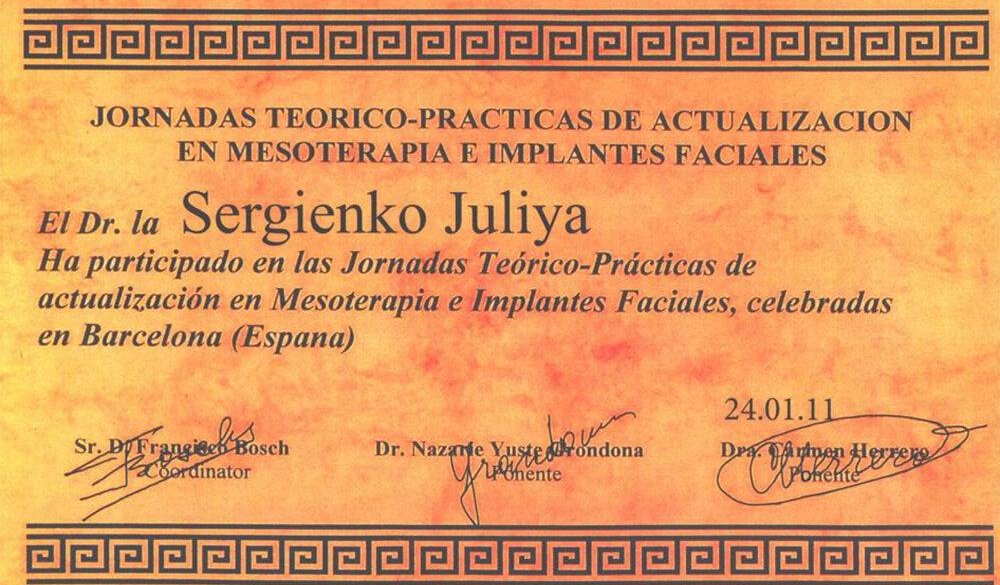 JORNADAS TEORICO-PRACTICAS DE ACTUALIZACION
EN MESOTERAPIA E IMPLANTES FACIALES
El Dr. la Sergienko Juliya
Ha participado en las Jornadas Teórico-Prácticas de
actualización en Mesoterapia e Implantes Faciales, celebradas
en Barcelona (Espana)
24.01.11
Sr. D. Francisco Bosch Dr. Nazarie Yuste Grondona Dra. Carmen Herrero
Coordinator Ponente Ponente